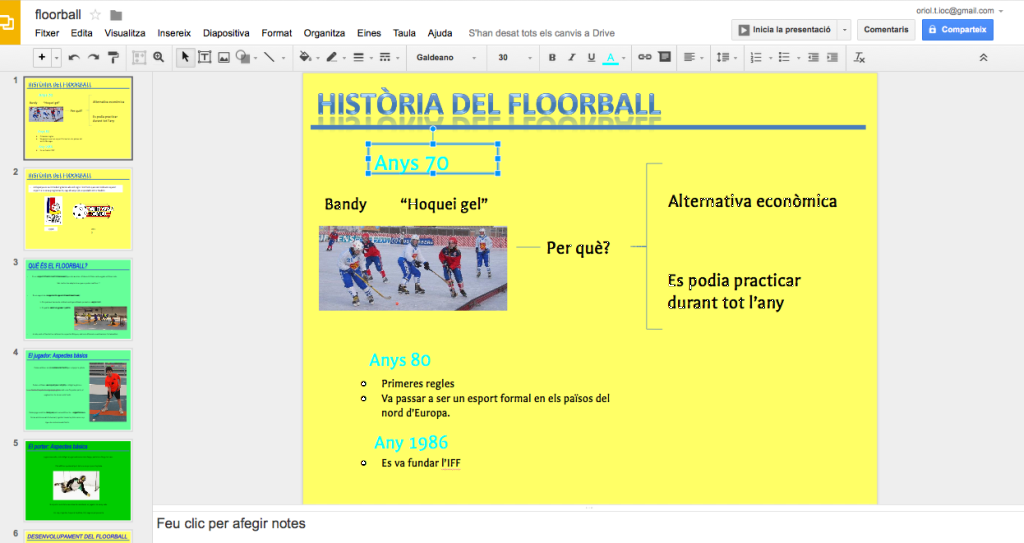 floorball
oriol.t.ioc@gmail.com
Fitxer Edita Visualitza Insereix Diapositiva Format Organitza Eines Taula Ajuda S'han desat tots els canvis a Drive
Inicia la presentació Comentaris Comparteix
Galdeano 30 B I U A
1
HISTÒRIA DEL FLOORBALL
2
HISTÒRIA DEL FLOORBALL
3
QUÈ ÉS EL FLOORBALL?
4
El jugador: Aspectes bàsics
5
El porter: Aspectes bàsics
6
DESENVOLUPAMENT DEL FLOORBALL
HISTÒRIA DEL FLOORBALL
Anys 70
Bandy “Hoquei gel”
Per què?
Alternativa econòmica
Es podia practicar
durant tot l’any
Anys 80
Primeres regles
Va passar a ser un esport formal en els països del
nord d'Europa.
Any 1986
Es va fundar l'IFF
Feu clic per afegir notes